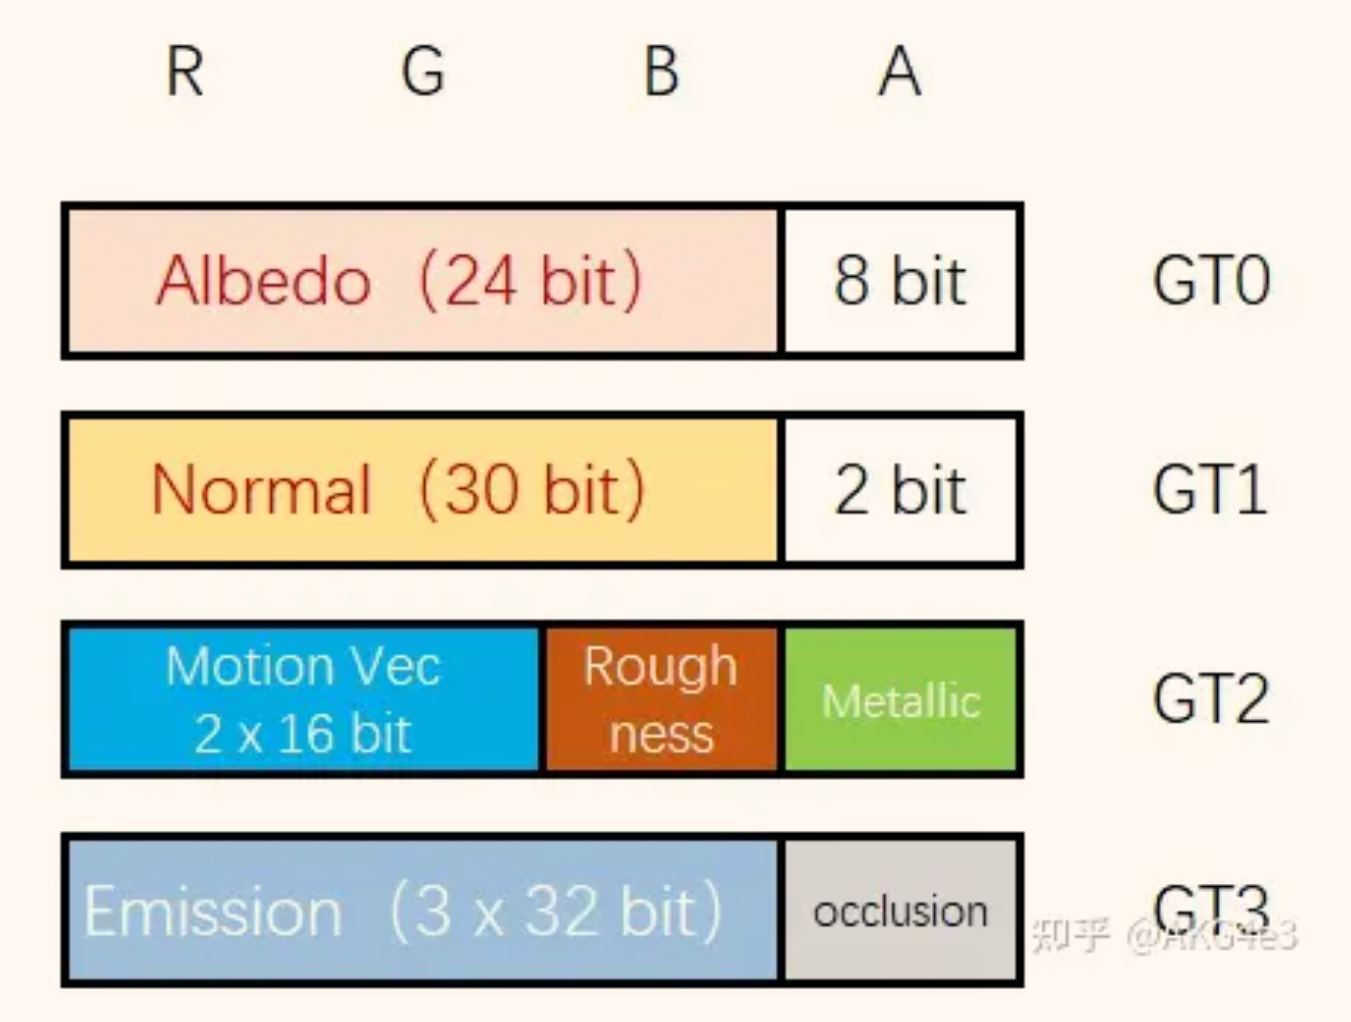 R G B A
Albedo（24 bit） 8 bit GT0
Normal（30 bit） 2 bit GT1
Motion Vec
2 x 16 bit
Rough
ness
Metallic
GT2
Emission（3 x 32 bit） occlusion GT3
知乎 @AKG4e3